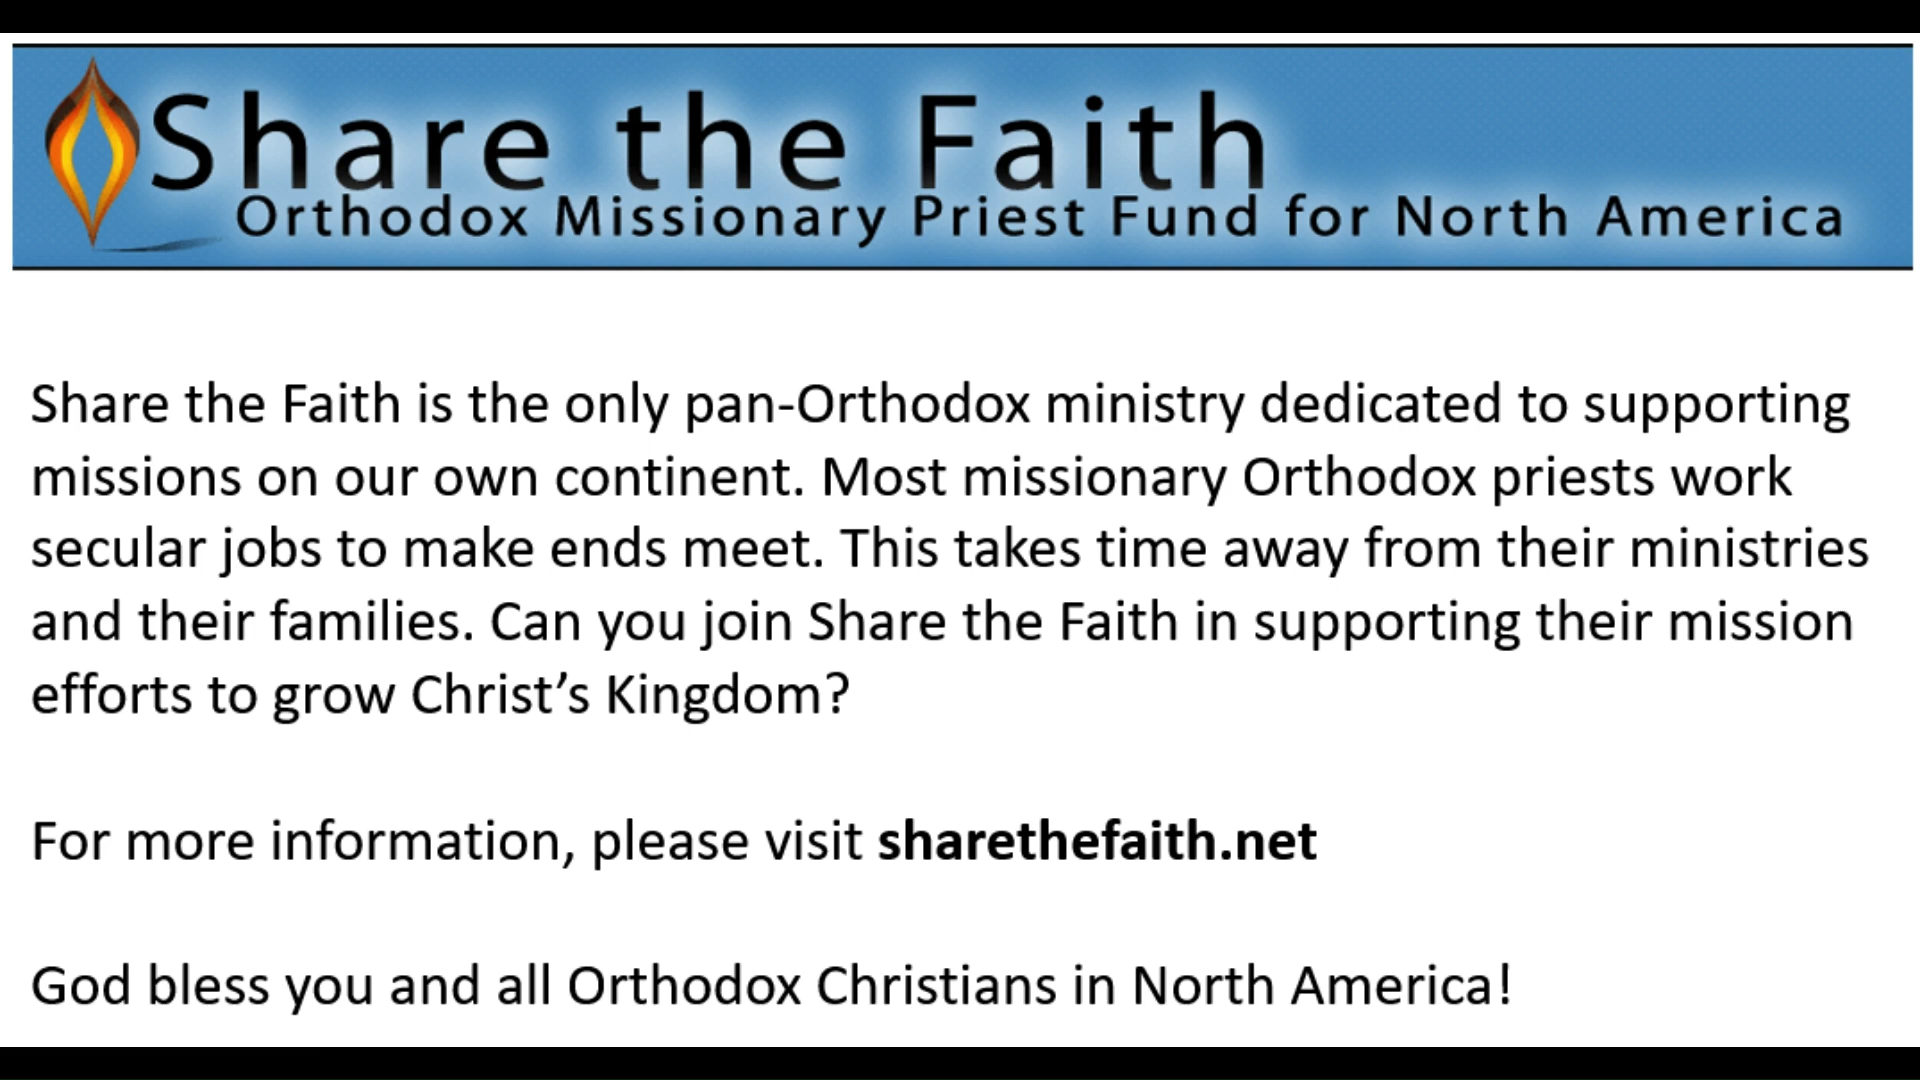 Share the Faith
Orthodox Missionary Priest Fund for North America
Share the Faith is the only pan-Orthodox ministry dedicated to supporting
missions on our own continent. Most missionary Orthodox priests work
secular jobs to make ends meet. This takes time away from their ministries
and their families. Can you join Share the Faith in supporting their mission
efforts to grow Christ’s Kingdom?
For more information, please visit sharethefaith.net
God bless you and all Orthodox Christians in North America!